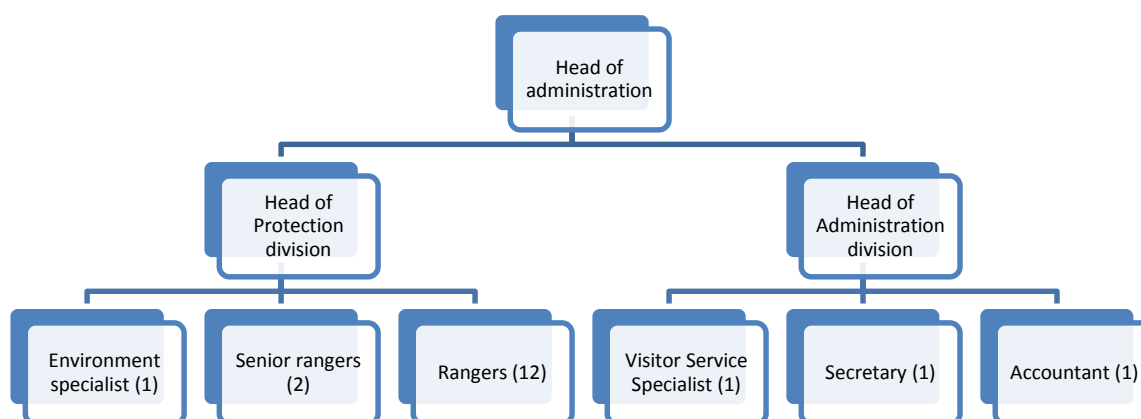 Head of
administration
Head of
Protection
division
Head of
Administration
division
Environment
specialist (1)
Senior rangers
(2)
Rangers (12)
Visitor Service
Specialist (1)
Secretary (1)
Accountant (1)